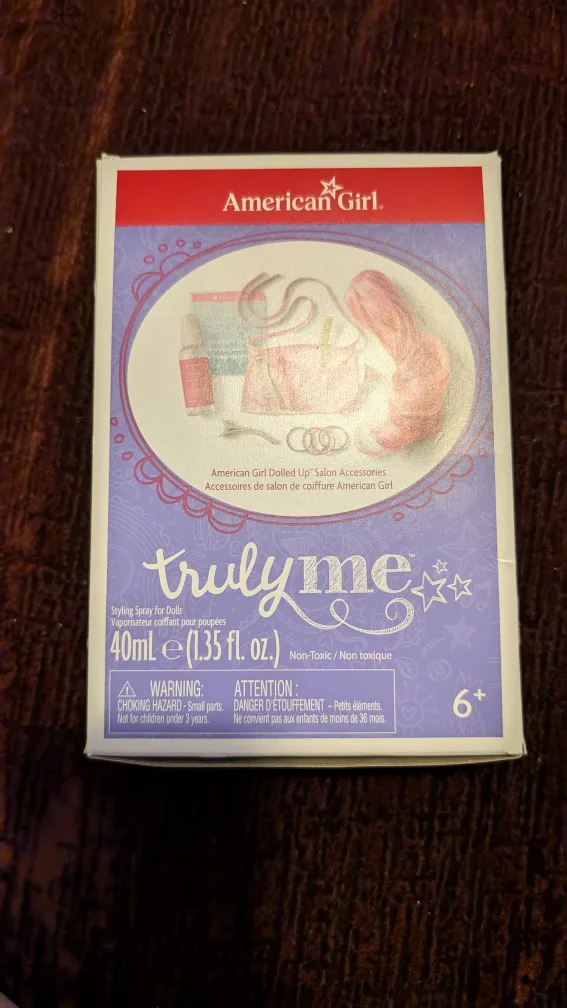 American Girl®
American Girl Dolled Up™ Salon Accessories
Accessoires de salon de coiffure American Girl
truly me™
Styling Spray for Dolls
Vaporisateur coiffant pour poupées
40mL ℮ (1.35 fl. oz.)
Non-Toxic / Non toxique
WARNING:
CHOKING HAZARD - Small parts.
Not for children under 3 years.
ATTENTION :
DANGER D'ÉTOUFFEMENT – Petits éléments.
Ne convient pas aux enfants de moins de 36 mois.
6+